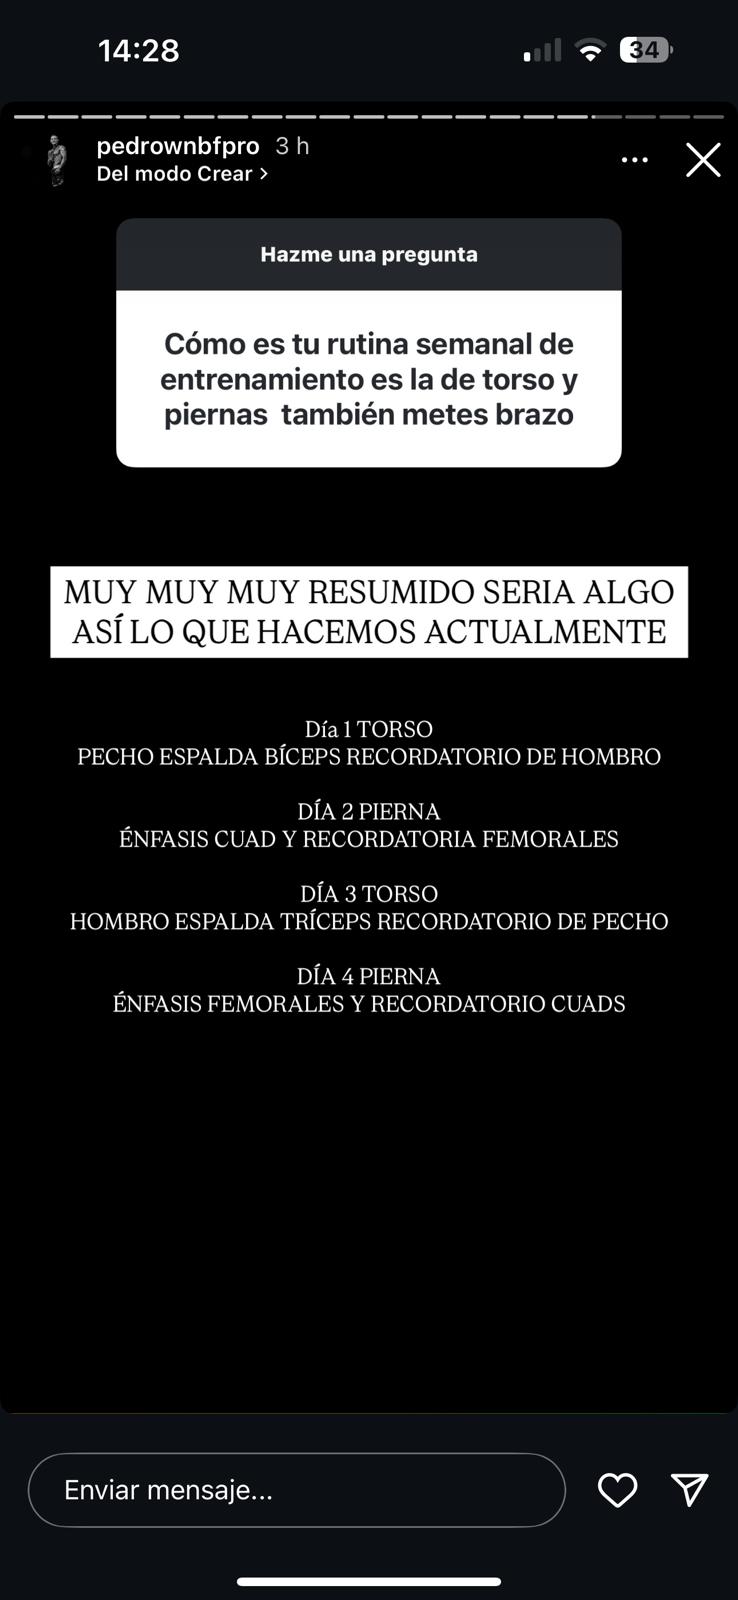 14:28
34
pedrownbfpro 3 h
Del modo Crear >
Hazme una pregunta
Cómo es tu rutina semanal de
entrenamiento es la de torso y
piernas también metes brazo
MUY MUY MUY RESUMIDO SERIA ALGO
ASÍ LO QUE HACEMOS ACTUALMENTE
Día 1 TORSO
PECHO ESPALDA BÍCEPS RECORDATORIO DE HOMBRO
DÍA 2 PIERNA
ÉNFASIS CUAD Y RECORDATORIA FEMORALES
DÍA 3 TORSO
HOMBRO ESPALDA TRÍCEPS RECORDATORIO DE PECHO
DÍA 4 PIERNA
ÉNFASIS FEMORALES Y RECORDATORIO CUADS
Enviar mensaje...